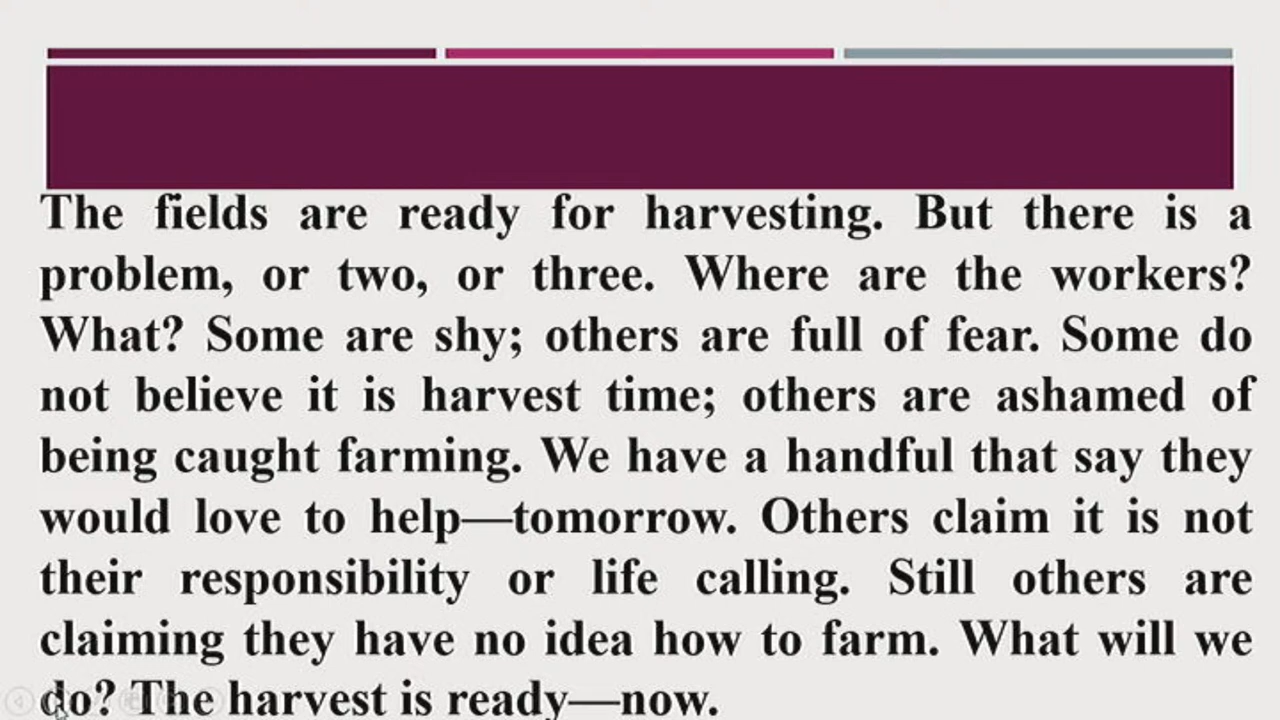 The fields are ready for harvesting. But there is a
problem, or two, or three. Where are the workers?
What? Some are shy; others are full of fear. Some do
not believe it is harvest time; others are ashamed of
being caught farming. We have a handful that say they
would love to help—tomorrow. Others claim it is not
their responsibility or life calling. Still others are
claiming they have no idea how to farm. What will we
do? The harvest is ready—now.